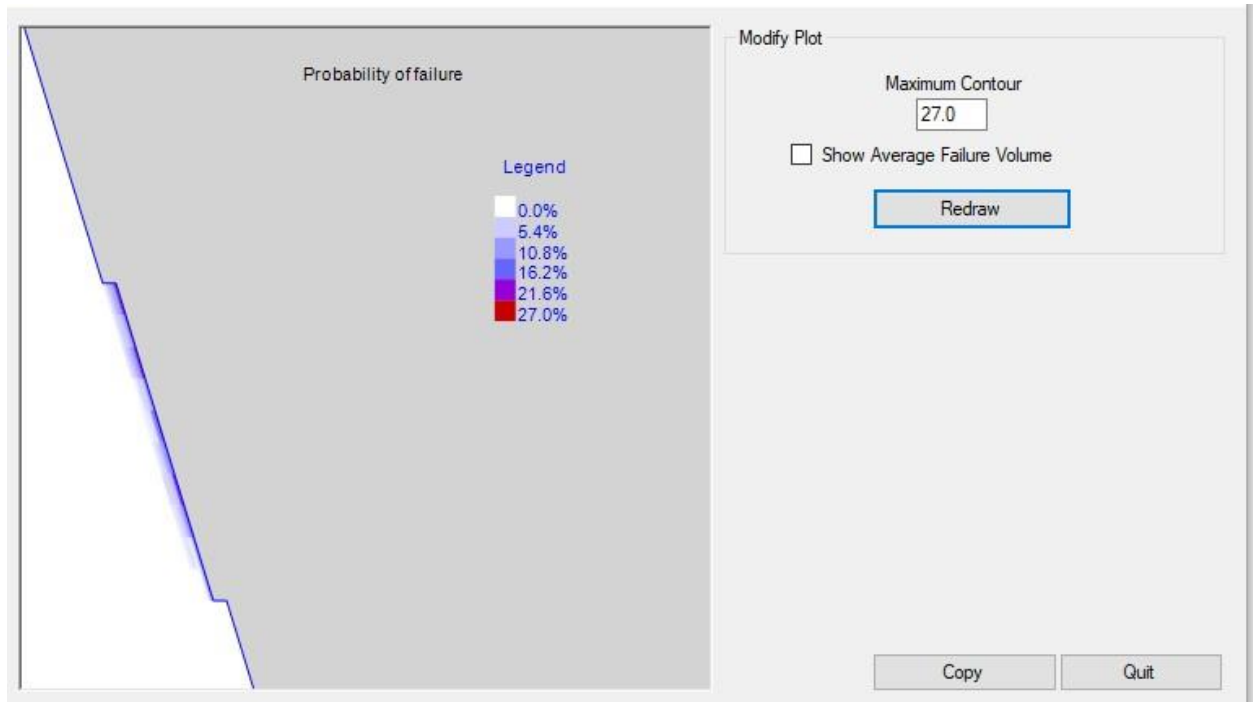 Probability of failure
Legend
0.0%
5.4%
10.8%
16.2%
21.6%
27.0%
Modify Plot
Maximum Contour
27.0
Show Average Failure Volume
Redraw
Copy
Quit